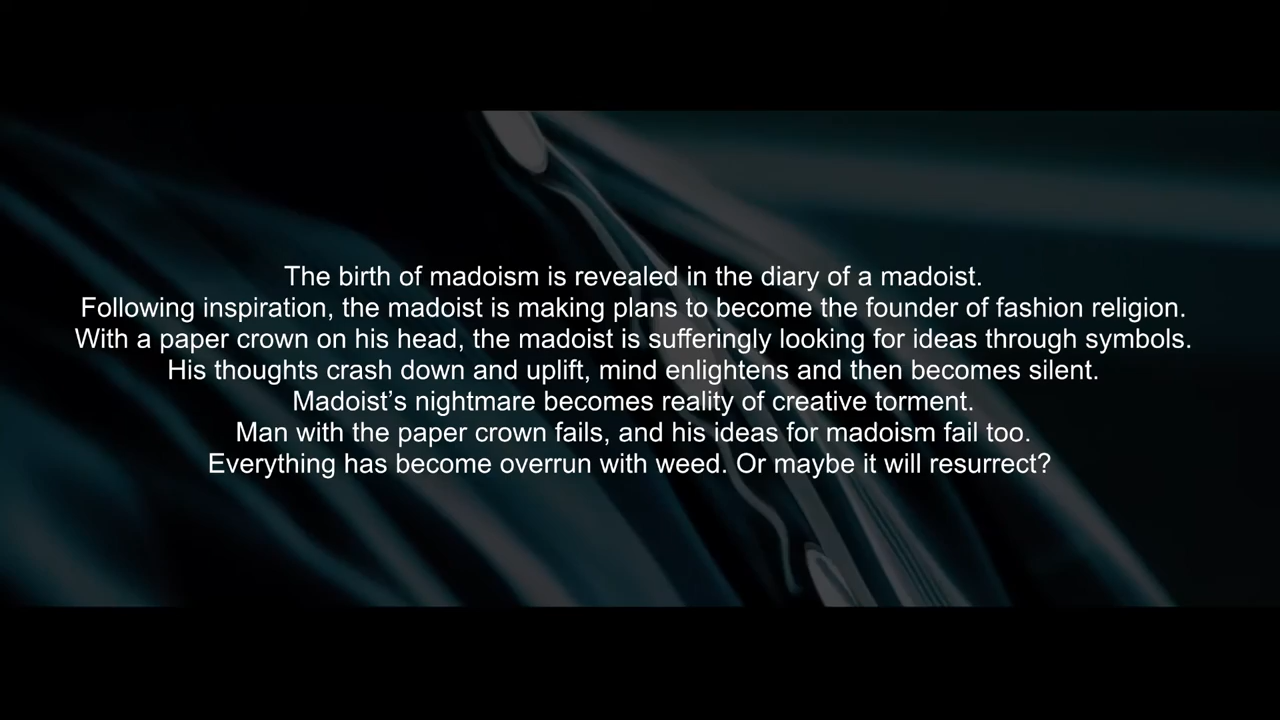 The birth of madoism is revealed in the diary of a madoist.
Following inspiration, the madoist is making plans to become the founder of fashion religion.
With a paper crown on his head, the madoist is sufferingly looking for ideas through symbols.
His thoughts crash down and uplift, mind enlightens and then becomes silent.
Madoist’s nightmare becomes reality of creative torment.
Man with the paper crown fails, and his ideas for madoism fail too.
Everything has become overrun with weed. Or maybe it will resurrect?